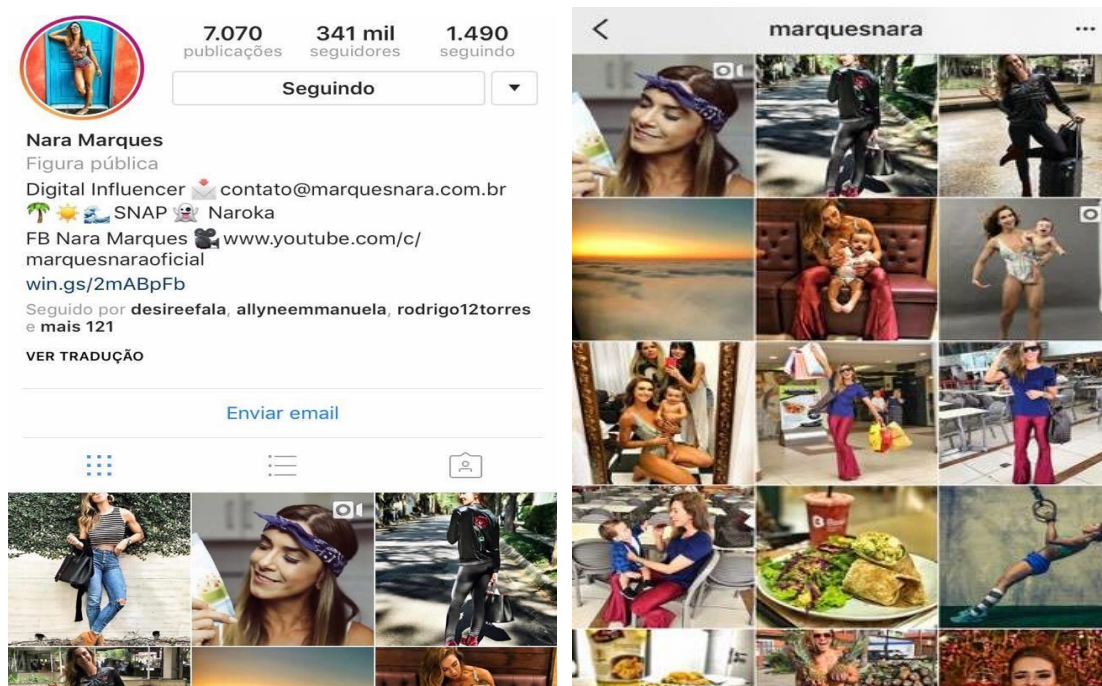 7.070 341 mil 1.490
publicações seguidores seguindo
Seguindo
Nara Marques
Figura pública
Digital Influencer 📩 contato@marquesnara.com.br
🌴 ☀️ 🌊 SNAP 👻 Naroka
FB Nara Marques 🎥 www.youtube.com/c/
marquesnaraoficial
win.gs/2mABpFb
Seguido por desireefala, allyneemmanuela, rodrigo12torres
e mais 121
VER TRADUÇÃO
Enviar email
marquesnara